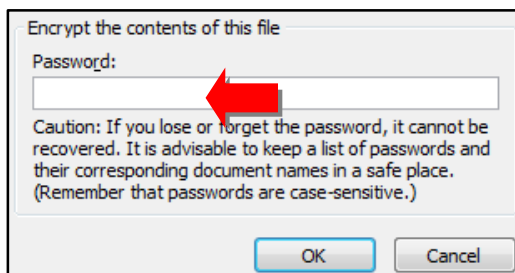 Encrypt the contents of this file
Password:
Caution: If you lose or forget the password, it cannot be
recovered. It is advisable to keep a list of passwords and
their corresponding document names in a safe place.
(Remember that passwords are case-sensitive.)
OK Cancel